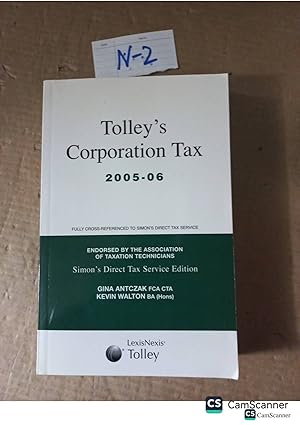 N-2
Tolley's
Corporation Tax
2005-06
FULLY CROSS-REFERENCED TO SIMON'S DIRECT TAX SERVICE
ENDORSED BY THE ASSOCIATION
OF TAXATION TECHNICIANS
Simon's Direct Tax Service Edition
GINA ANTCZAK FCA CTA
KEVIN WALTON BA (Hons)
LexisNexis®
Tolley
CS CamScanner
CS CamScanner